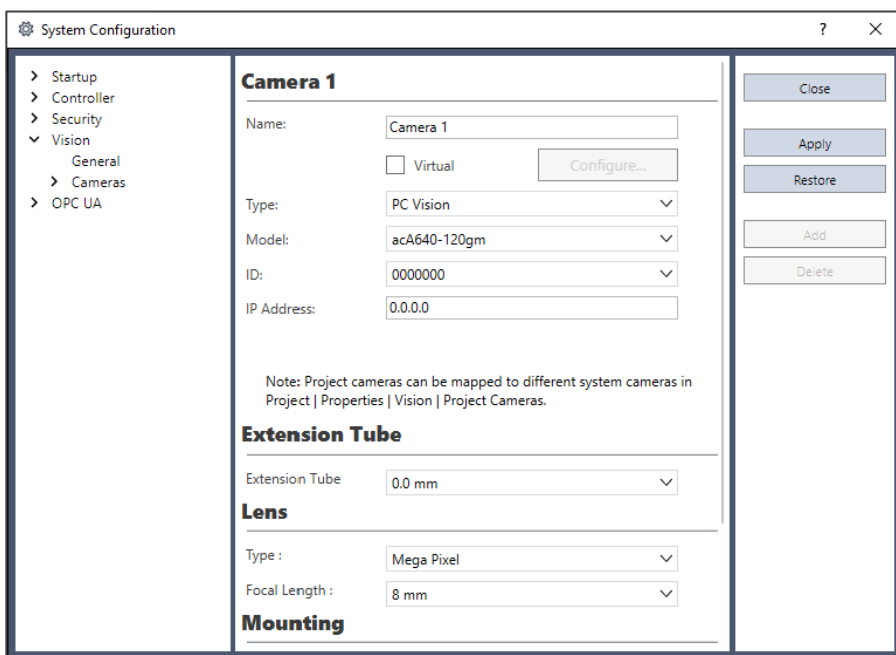 System Configuration
? ×
Startup
Controller
Security
Vision
General
Cameras
OPC UA
Camera 1
Name: Camera 1
Virtual Configure...
Type: PC Vision
Model: acA640-120gm
ID: 0000000
IP Address: 0.0.0.0
Note: Project cameras can be mapped to different system cameras in
Project | Properties | Vision | Project Cameras.
Extension Tube
Extension Tube 0.0 mm
Lens
Type : Mega Pixel
Focal Length : 8 mm
Mounting
Close
Apply
Restore
Add
Delete